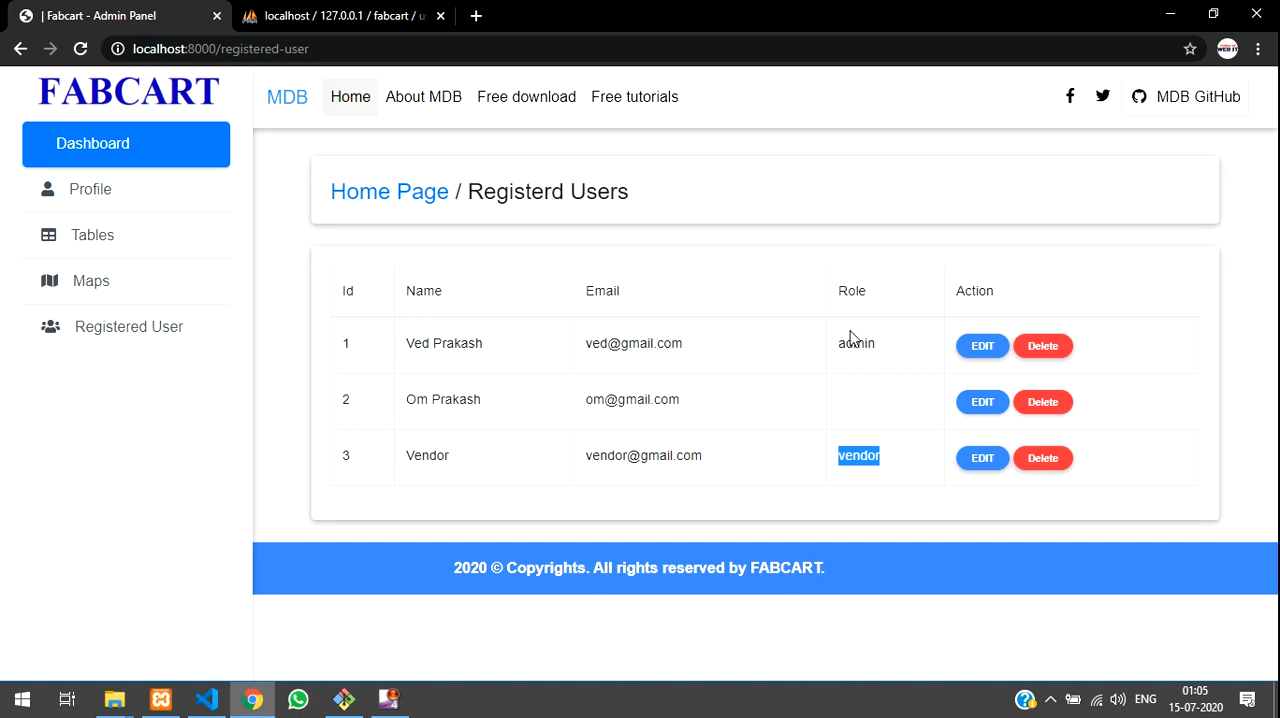 | Fabcart - Admin Panel
localhost / 127.0.0.1 / fabcart / u
localhost:8000/registered-user
FABCART
Dashboard
Profile
Tables
Maps
Registered User
MDB Home About MDB Free download Free tutorials
MDB GitHub
Home Page / Registerd Users
Id Name Email Role Action
1 Ved Prakash ved@gmail.com admin EDIT Delete
2 Om Prakash om@gmail.com EDIT Delete
3 Vendor vendor@gmail.com vendor EDIT Delete
2020 © Copyrights. All rights reserved by FABCART.
ENG
01:05
15-07-2020